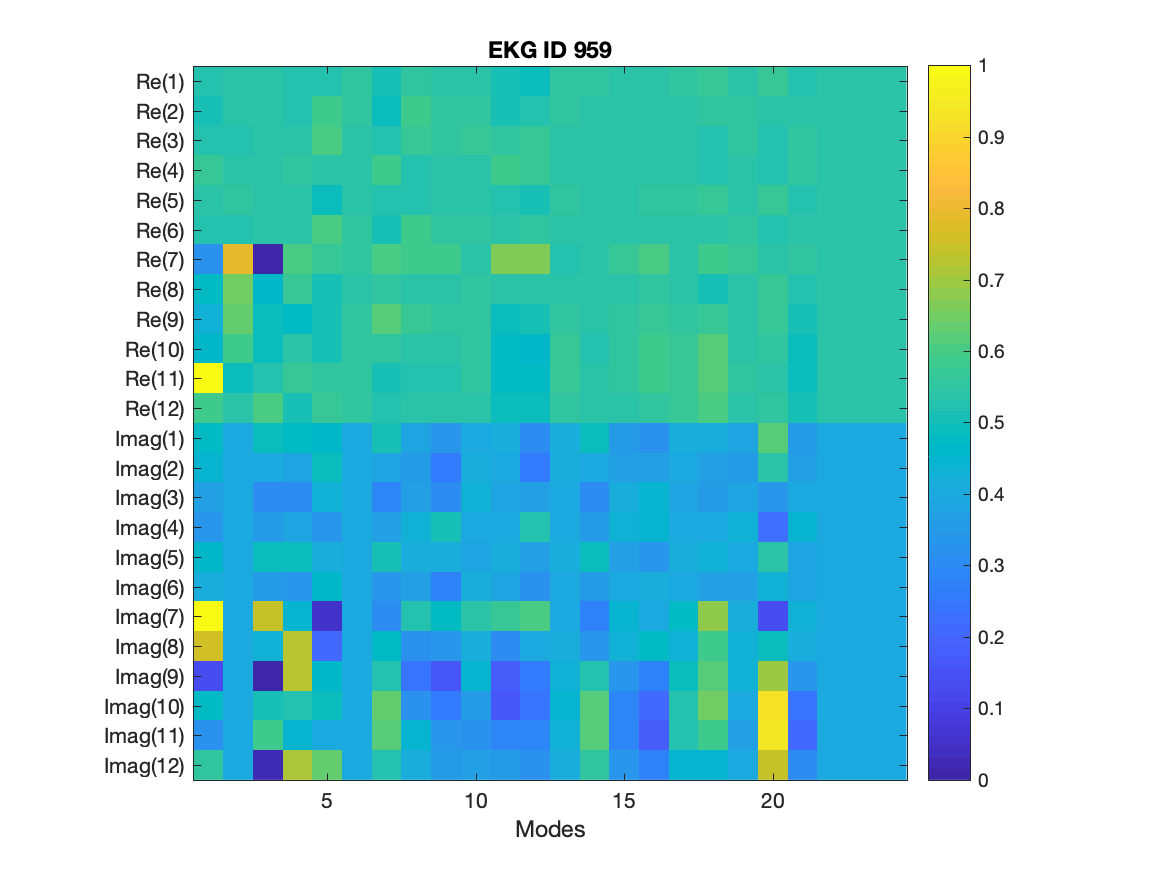 EKG ID 959
Re(1)
Re(2)
Re(3)
Re(4)
Re(5)
Re(6)
Re(7)
Re(8)
Re(9)
Re(10)
Re(11)
Re(12)
Imag(1)
Imag(2)
Imag(3)
Imag(4)
Imag(5)
Imag(6)
Imag(7)
Imag(8)
Imag(9)
Imag(10)
Imag(11)
Imag(12)
5 10 15 20
Modes
1
0.9
0.8
0.7
0.6
0.5
0.4
0.3
0.2
0.1
0